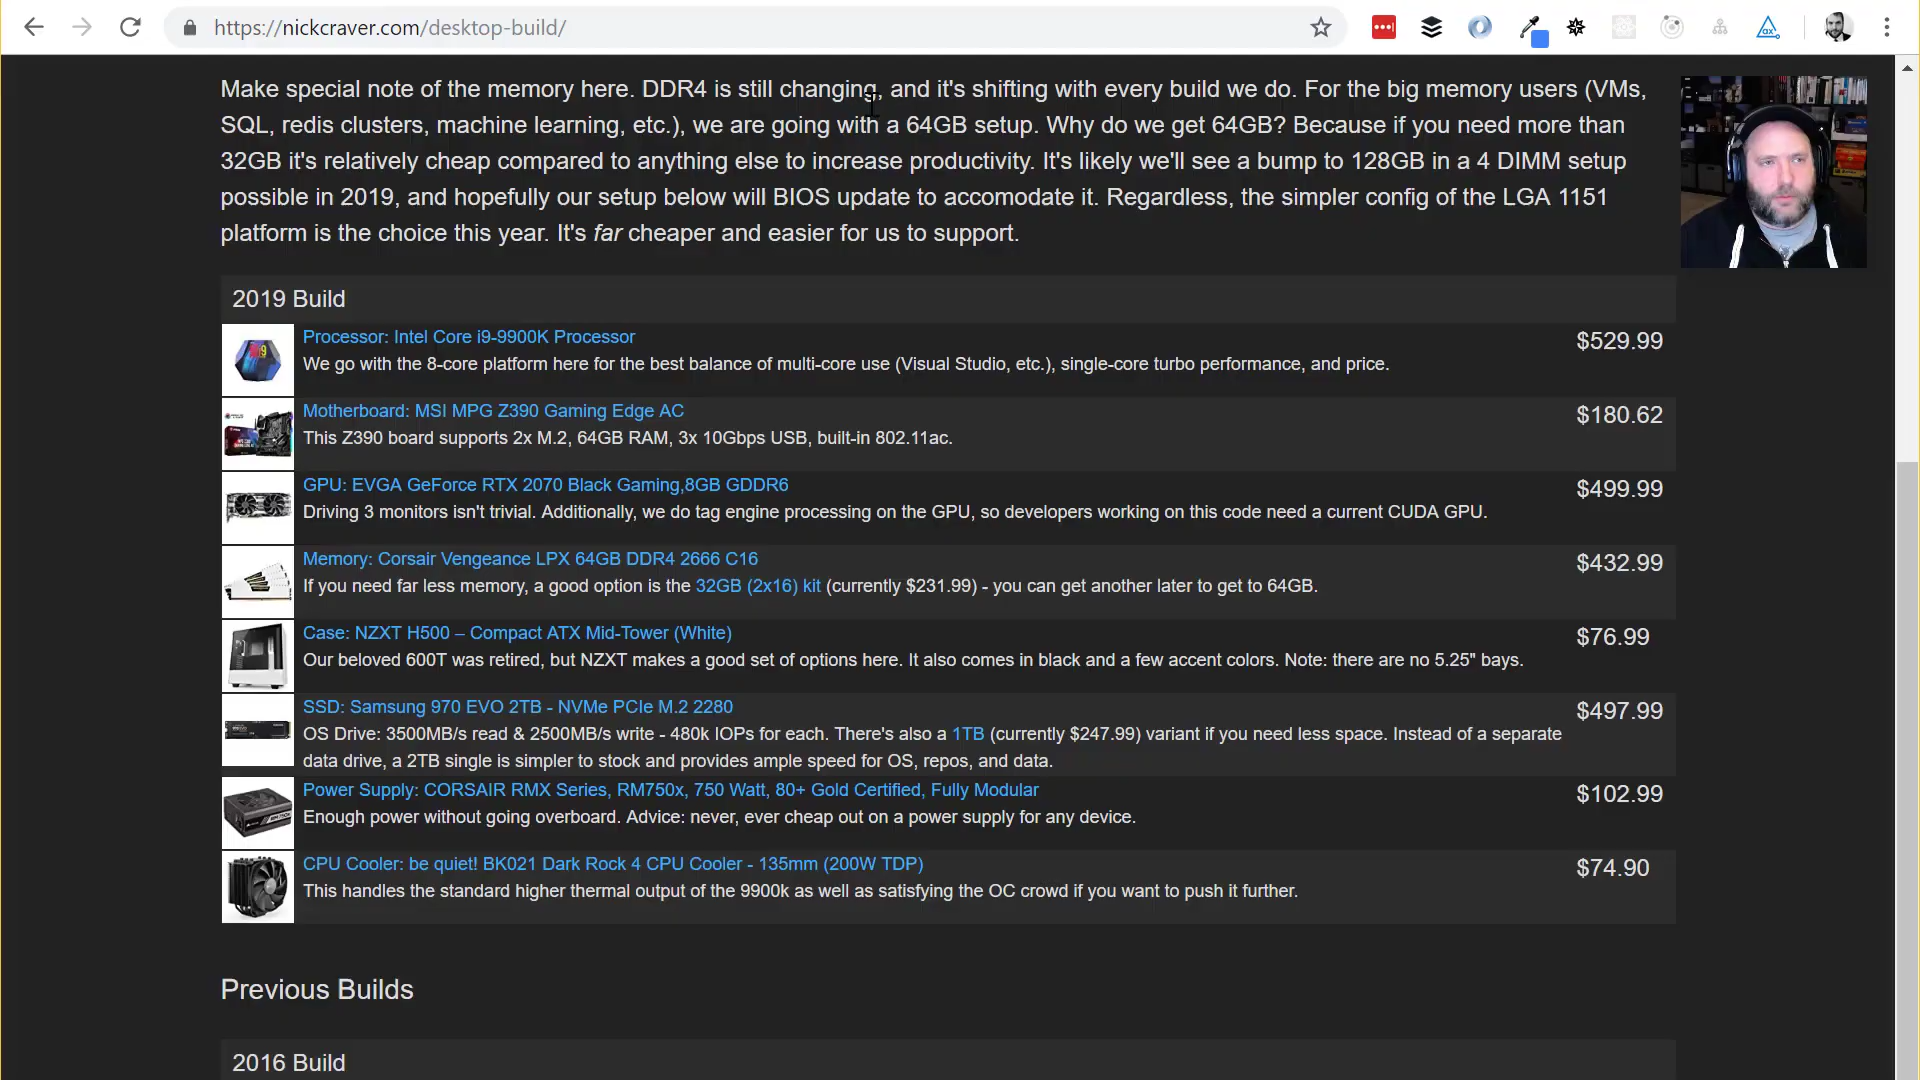 https://nickcraver.com/desktop-build/
Make special note of the memory here. DDR4 is still changing, and it's shifting with every build we do. For the big memory users (VMs,
SQL, redis clusters, machine learning, etc.), we are going with a 64GB setup. Why do we get 64GB? Because if you need more than
32GB it's relatively cheap compared to anything else to increase productivity. It's likely we'll see a bump to 128GB in a 4 DIMM setup
possible in 2019, and hopefully our setup below will BIOS update to accomodate it. Regardless, the simpler config of the LGA 1151
platform is the choice this year. It's far cheaper and easier for us to support.
2019 Build
Processor: Intel Core i9-9900K Processor
$529.99
We go with the 8-core platform here for the best balance of multi-core use (Visual Studio, etc.), single-core turbo performance, and price.
Motherboard: MSI MPG Z390 Gaming Edge AC
$180.62
This Z390 board supports 2x M.2, 64GB RAM, 3x 10Gbps USB, built-in 802.11ac.
GPU: EVGA GeForce RTX 2070 Black Gaming,8GB GDDR6
$499.99
Driving 3 monitors isn't trivial. Additionally, we do tag engine processing on the GPU, so developers working on this code need a current CUDA GPU.
Memory: Corsair Vengeance LPX 64GB DDR4 2666 C16
$432.99
If you need far less memory, a good option is the 32GB (2x16) kit (currently $231.99) - you can get another later to get to 64GB.
Case: NZXT H500 – Compact ATX Mid-Tower (White)
$76.99
Our beloved 600T was retired, but NZXT makes a good set of options here. It also comes in black and a few accent colors. Note: there are no 5.25" bays.
SSD: Samsung 970 EVO 2TB - NVMe PCIe M.2 2280
$497.99
OS Drive: 3500MB/s read & 2500MB/s write - 480k IOPs for each. There's also a 1TB (currently $247.99) variant if you need less space. Instead of a separate
data drive, a 2TB single is simpler to stock and provides ample speed for OS, repos, and data.
Power Supply: CORSAIR RMX Series, RM750x, 750 Watt, 80+ Gold Certified, Fully Modular
$102.99
Enough power without going overboard. Advice: never, ever cheap out on a power supply for any device.
CPU Cooler: be quiet! BK021 Dark Rock 4 CPU Cooler - 135mm (200W TDP)
$74.90
This handles the standard higher thermal output of the 9900k as well as satisfying the OC crowd if you want to push it further.
Previous Builds
2016 Build